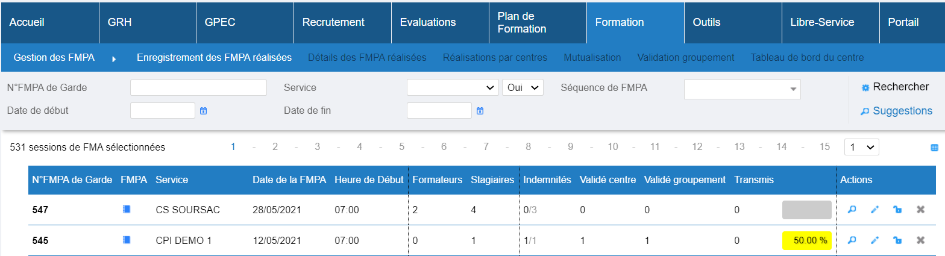 Accueil GRH GPEC Recrutement Evaluations Plan de Formation Formation Outils Libre-Service Portail
Gestion des FMPA Enregistrement des FMPA réalisées Détails des FMPA réalisées Réalisations par centres Mutualisation Validation groupement Tableau de bord du centre
N°FMPA de Garde Service Oui Séquence de FMPA Rechercher
Date de début Date de fin Suggestions
531 sessions de FMA sélectionnées 1 - 2 - 3 - 4 - 5 - 6 - 7 - 8 - 9 - 10 - 11 - 12 - 13 - 14 - 15 1
N°FMPA de Garde FMPA Service Date de la FMPA Heure de Début Formateurs Stagiaires Indemnités Validé centre Validé groupement Transmis Actions
547 CS SOURSAC 28/05/2021 07:00 2 4 0/3 0 0 0
545 CPI DEMO 1 12/05/2021 07:00 0 1 1/1 1 1 0 50.00 %